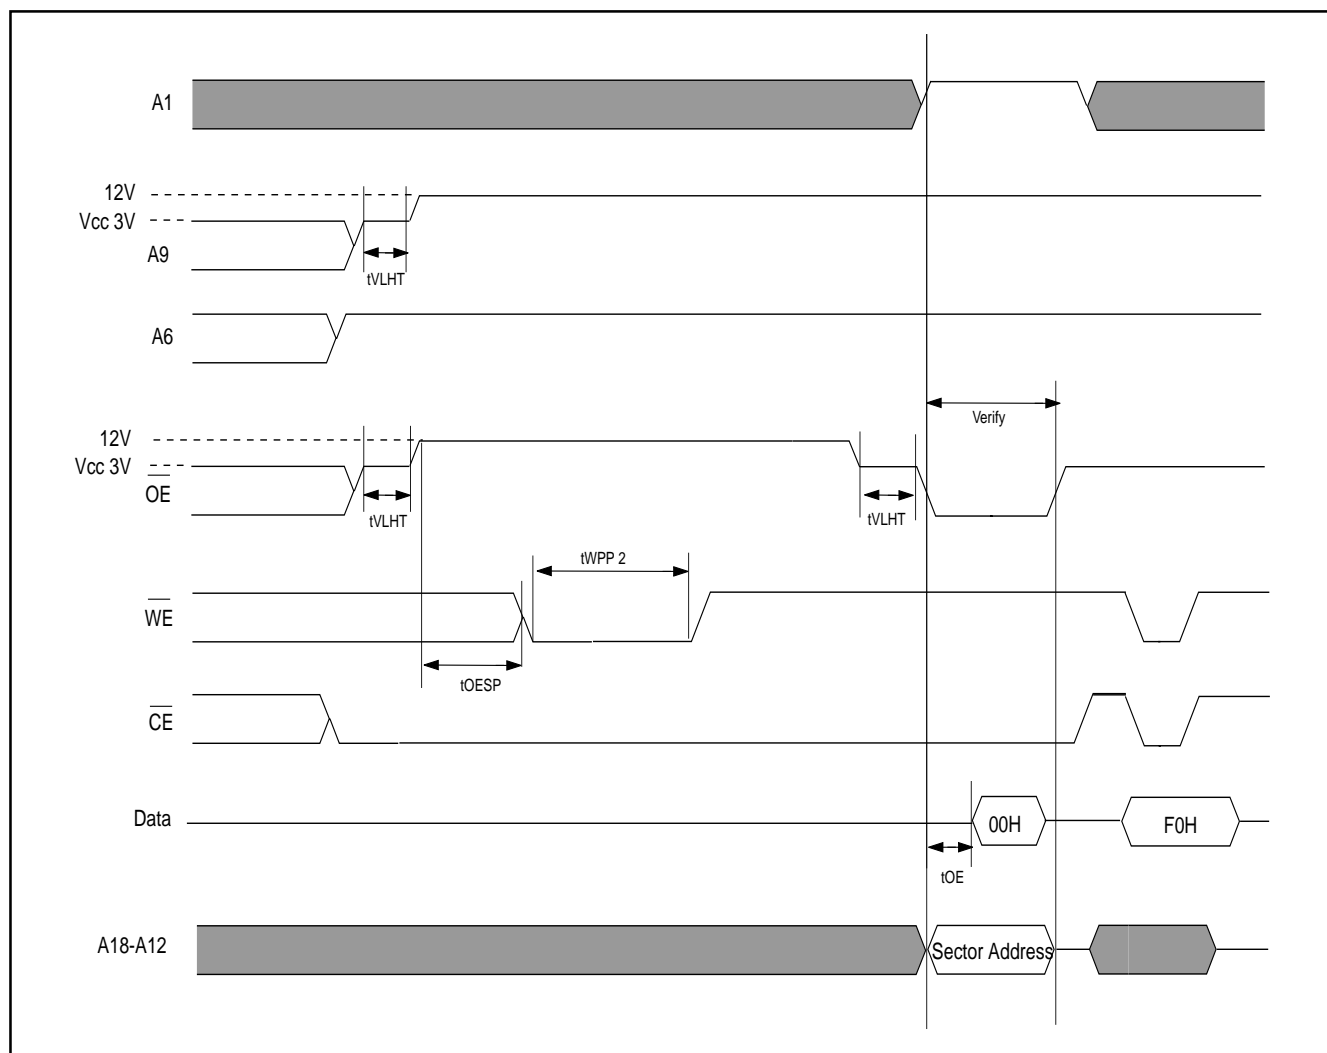 A1
12V
Vcc 3V
A9
tVLHT
A6
Verify
12V
Vcc 3V
OE
tVLHT
tVLHT
tWPP 2
WE
tOESP
CE
Data
00H
F0H
tOE
A18-A12
Sector Address